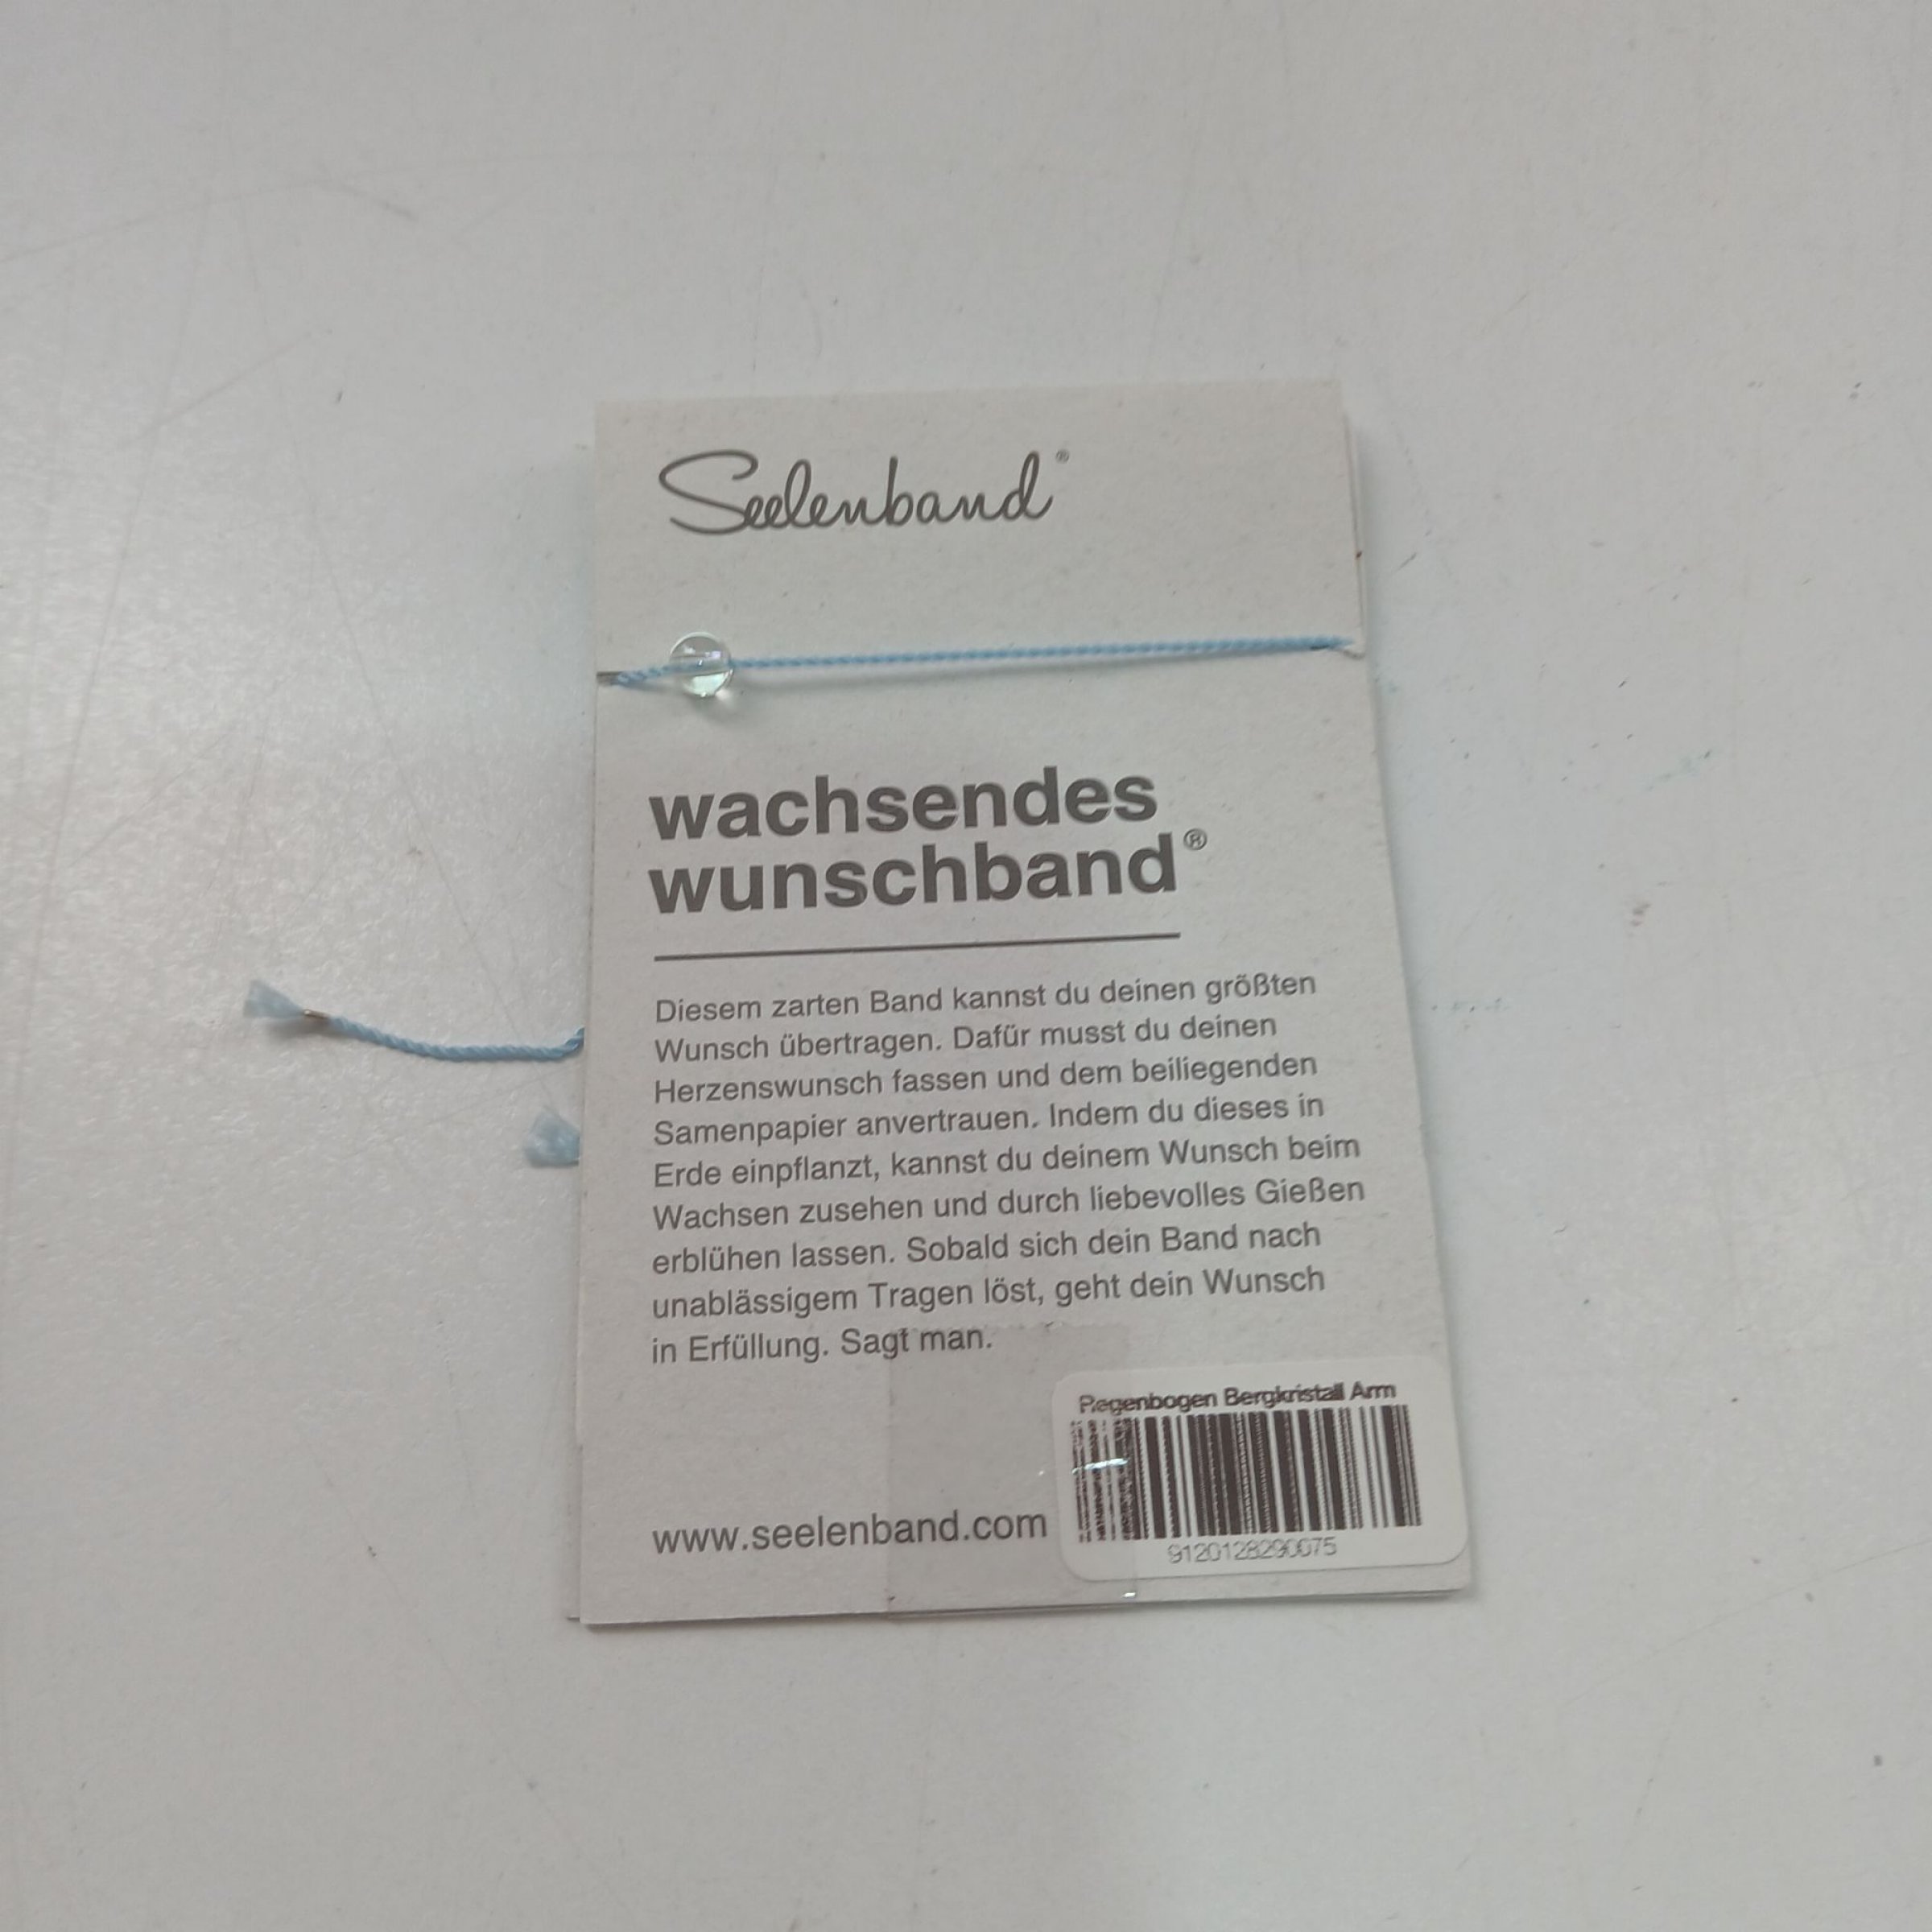 Seelenband®
wachsendes
wunschband®
Diesem zarten Band kannst du deinen größten
Wunsch übertragen. Dafür musst du deinen
Herzenswunsch fassen und dem beiliegenden
Samenpapier anvertrauen. Indem du dieses in
Erde einpflanzt, kannst du deinem Wunsch beim
Wachsen zusehen und durch liebevolles Gießen
erblühen lassen. Sobald sich dein Band nach
unablässigem Tragen löst, geht dein Wunsch
in Erfüllung. Sagt man.
Regenbogen Bergkristall Arm
www.seelenband.com
9120128290075